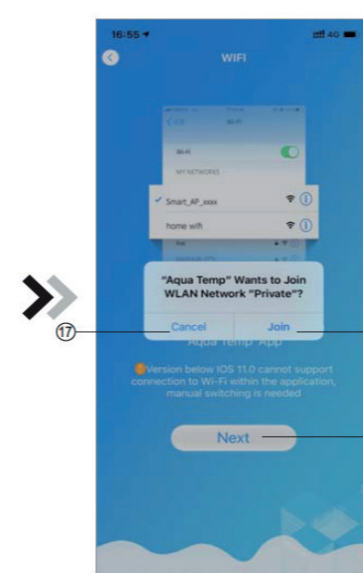 16:55
4G
WIFI
Wi-Fi
MY NETWORKS
Smart_AP_xxxx
home wifi
"Aqua Temp" Wants to Join
WLAN Network "Private"?
⑰
Cancel
Join
Aqua Temp App
Version below IOS 11.0 cannot support
connection to Wi-Fi within the application,
manual switching is needed
Next